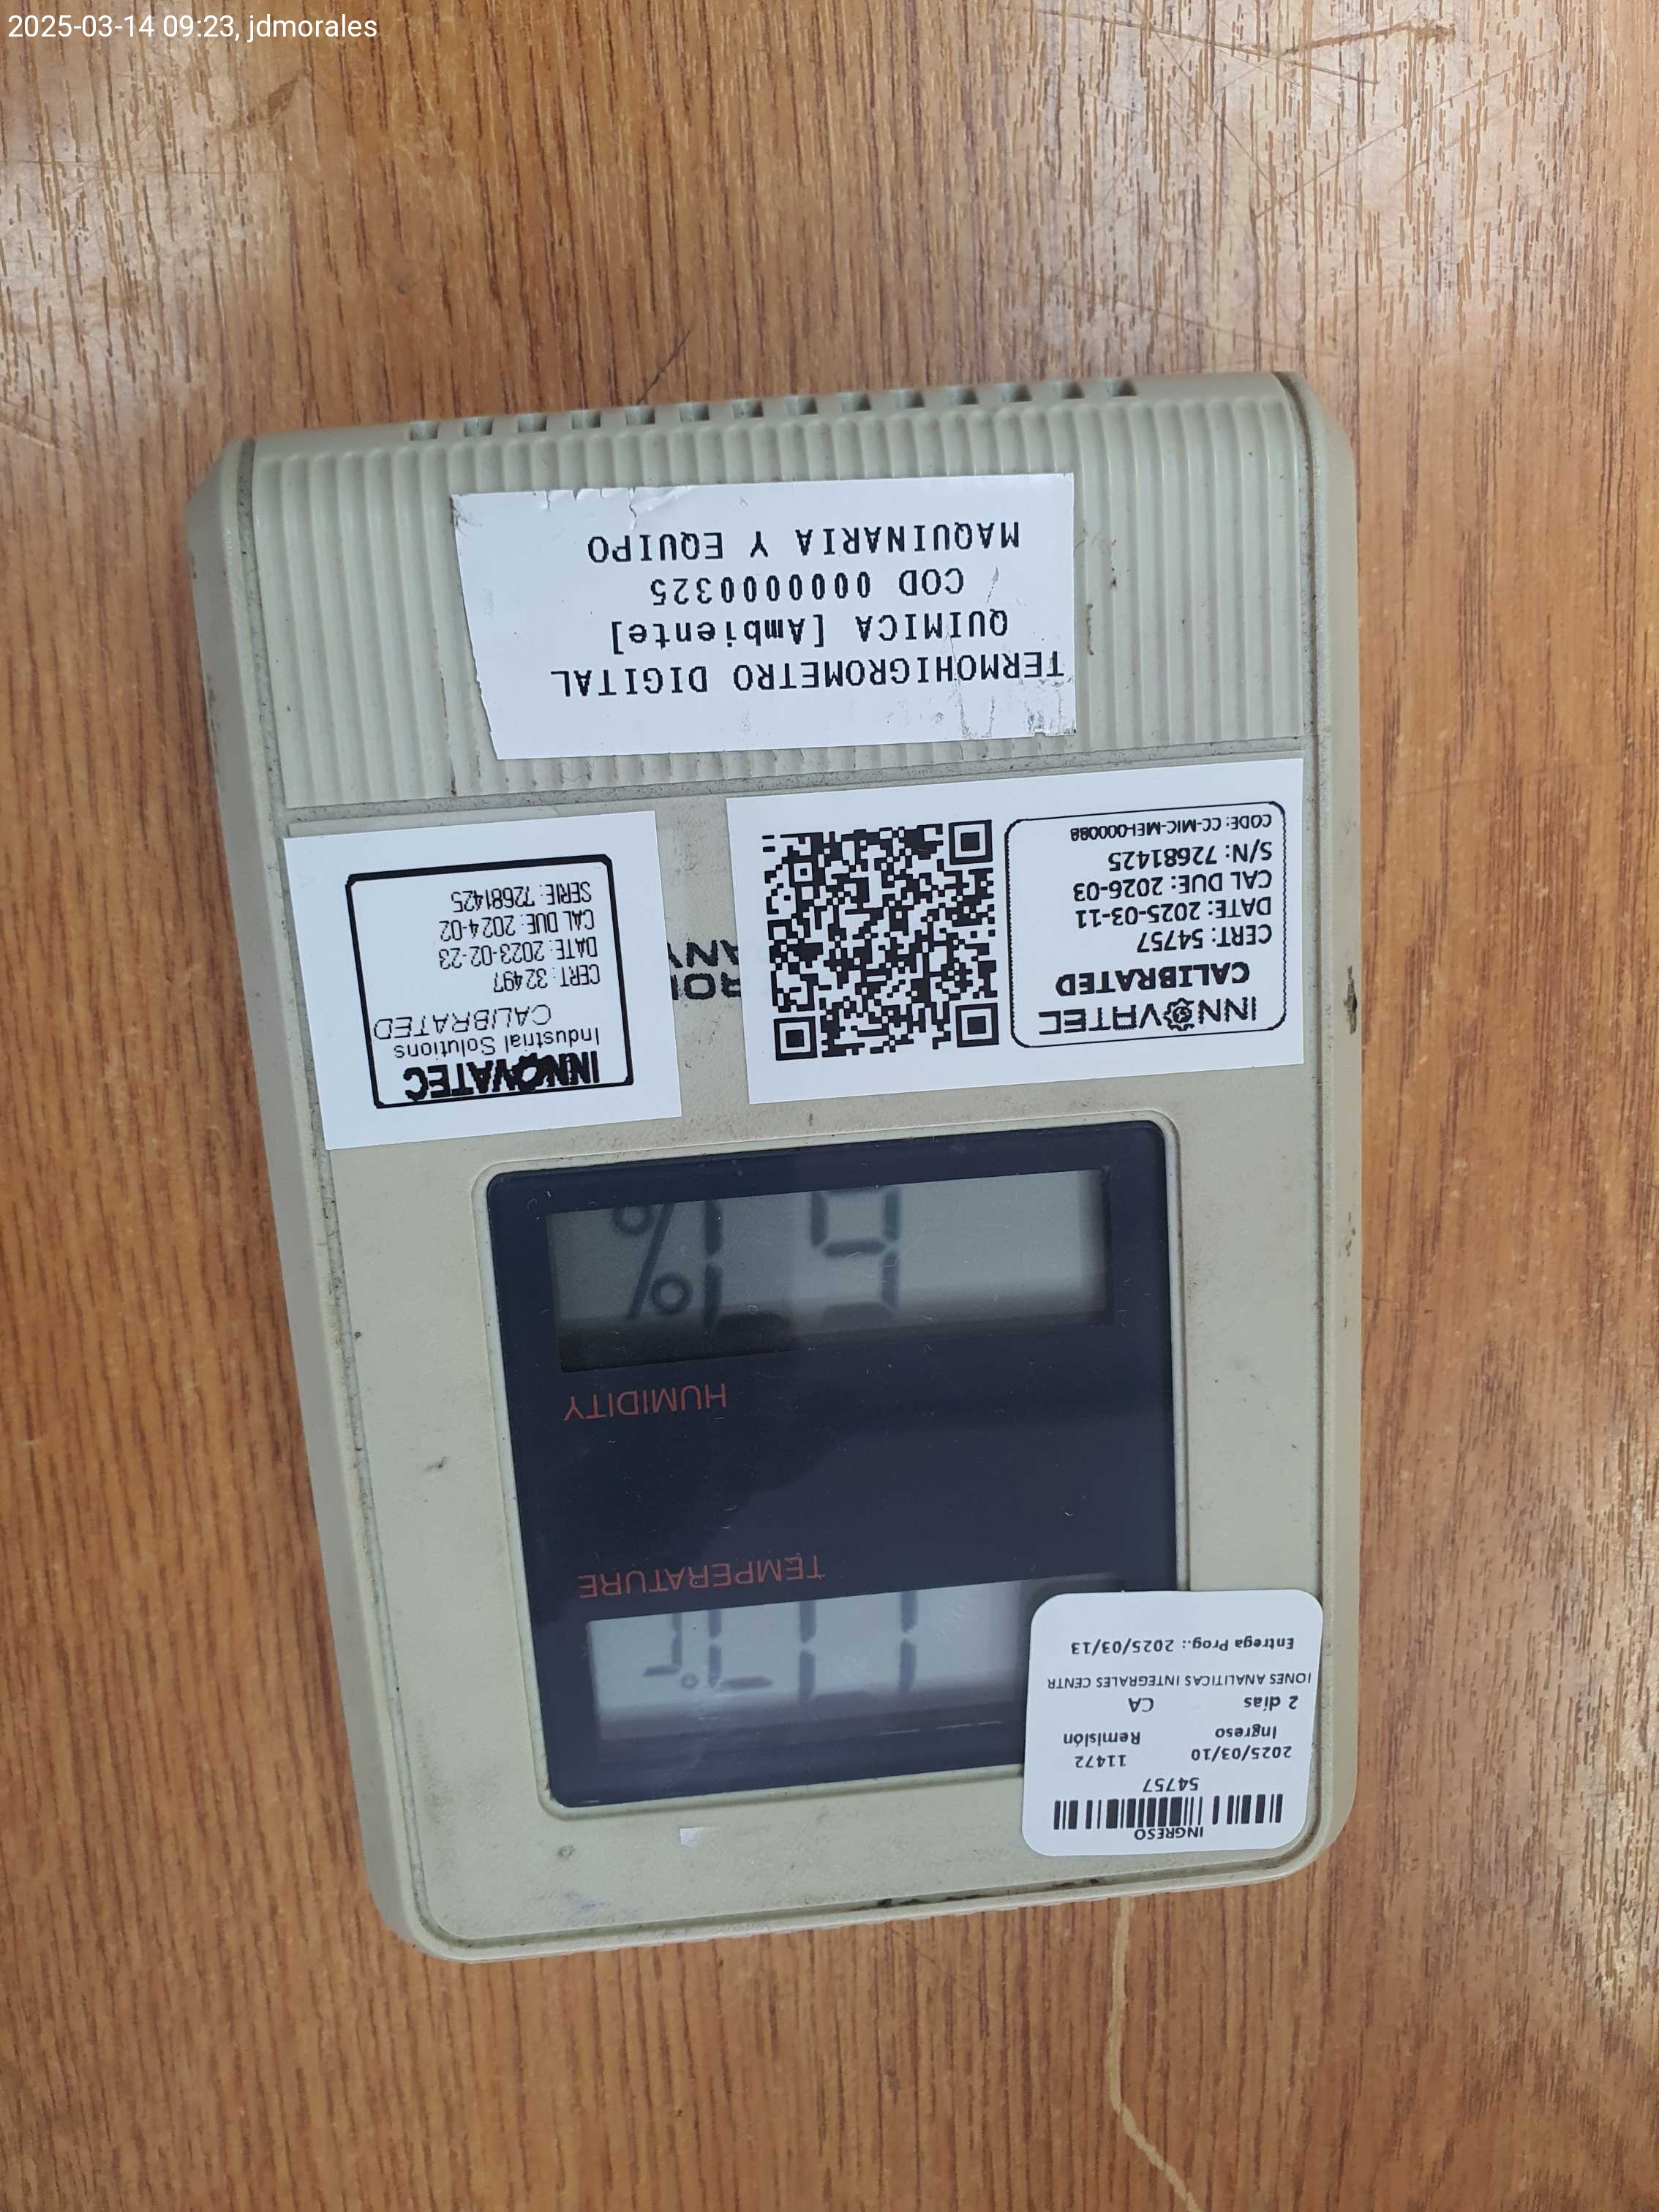 2025-03-14 09:23, jdmorales
INGRESO
54757
2025/03/10 11472
Ingreso Remisión
2 días CA
IONES ANALITICAS INTEGRALES CENTR
Entrega Prog.: 2025/03/13
TEMPERATURE
HUMIDITY
%
INNOVATEC
CALIBRATED
CERT: 54757
DATE: 2025-03-11
CAL DUE: 2026-03
S/N: 72681425
CODE: CC-MIC-MEI-000088
INNOVATEC
Industrial Solutions
CALIBRATED
CERT: 32497
DATE: 2023-02-23
CAL DUE: 2024-02
SERIE: 72681425
TERMOHIGROMETRO DIGITAL
QUIMICA [Ambiente]
COD 000000325
MAQUINARIA Y EQUIPO